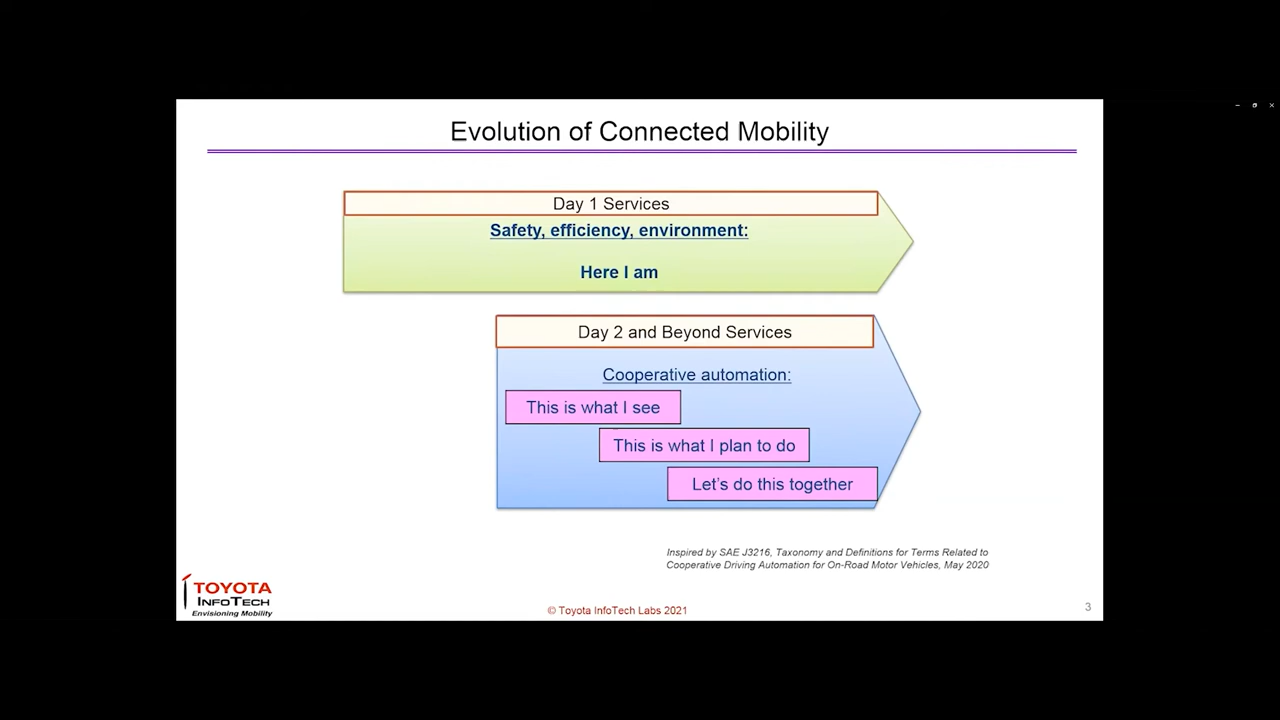 Evolution of Connected Mobility
Day 1 Services
Safety, efficiency, environment:
Here I am
Day 2 and Beyond Services
Cooperative automation:
This is what I see
This is what I plan to do
Let's do this together
Inspired by SAE J3216, Taxonomy and Definitions for Terms Related to
Cooperative Driving Automation for On-Road Motor Vehicles, May 2020
TOYOTA
INFOTECH
Envisioning Mobility
© Toyota InfoTech Labs 2021
3